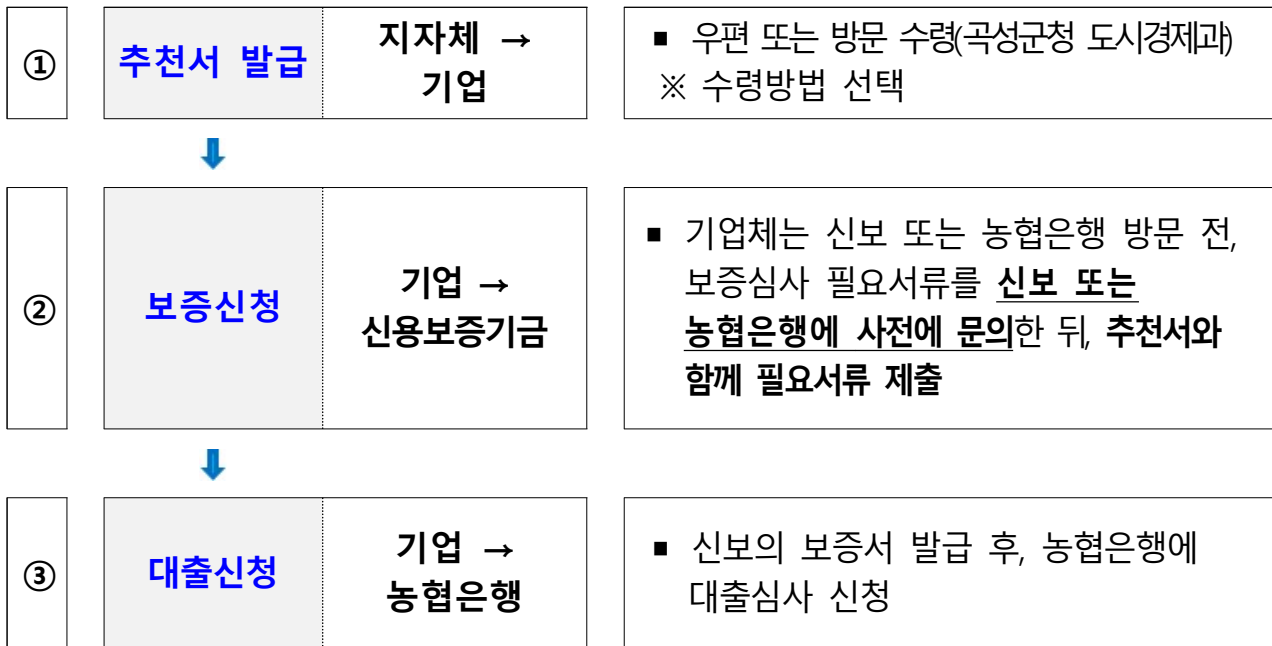 ①
추천서 발급
지자체 →
기업
▪ 우편 또는 방문 수령(곡성군청 도시경제과)
※ 수령방법 선택
②
보증신청
기업 →
신용보증기금
▪ 기업체는 신보 또는 농협은행 방문 전,
보증심사 필요서류를 신보 또는
농협은행에 사전에 문의한 뒤, 추천서와
함께 필요서류 제출
③
대출신청
기업 →
농협은행
▪ 신보의 보증서 발급 후, 농협은행에
대출심사 신청